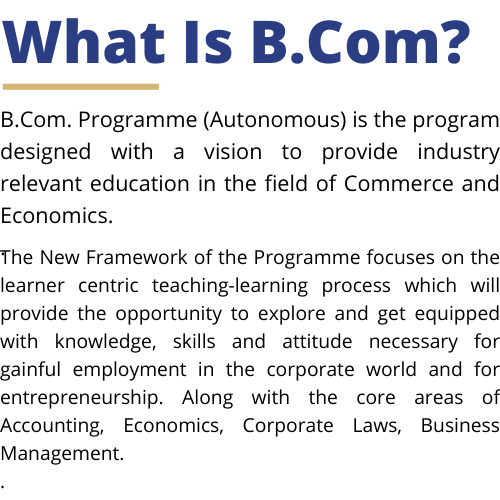 What Is B.Com?
B.Com. Programme (Autonomous) is the program
designed with a vision to provide industry
relevant education in the field of Commerce and
Economics.
The New Framework of the Programme focuses on the
learner centric teaching-learning process which will
provide the opportunity to explore and get equipped
with knowledge, skills and attitude necessary for
gainful employment in the corporate world and for
entrepreneurship. Along with the core areas of
Accounting, Economics, Corporate Laws, Business
Management.
.